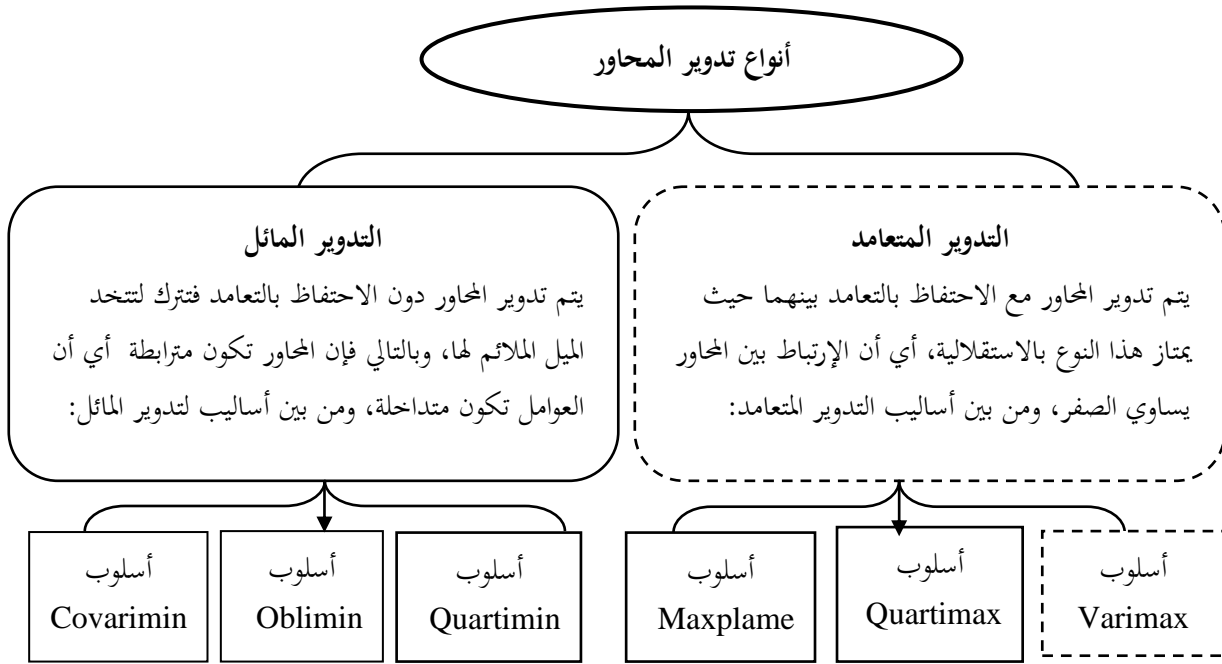 أنواع تدوير المحاور
التدوير المتعامد
يتم تدوير المحاور مع الاحتفاظ بالتعامد بينهما حيث
يمتاز هذا النوع بالاستقلالية، أي أن الإرتباط بين المحاور
يساوي الصفر، ومن بين أساليب التدوير المتعامد:
التدوير المائل
يتم تدوير المحاور دون الاحتفاظ بالتعامد فتترك لتتخد
الميل الملائم لها، وبالتالي فإن المحاور تكون مترابطة أي أن
العوامل تكون متداخلة، ومن بين أساليب لتدوير المائل:
أسلوب
Varimax
أسلوب
Quartimax
أسلوب
Maxplame
أسلوب
Quartimin
أسلوب
Oblimin
أسلوب
Covarimin